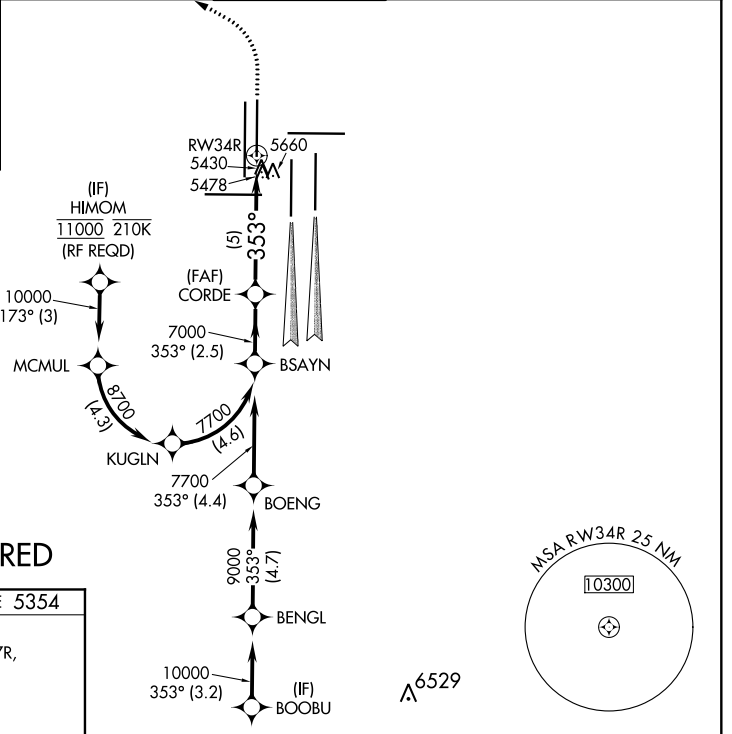 RW34R
5660
5430
5478
(IF)
HIMOM
11000 210K
(RF REQD)
(5)
353°
(FAF)
CORDE
10000
173° (3)
7000
353° (2.5)
MCMUL
BSAYN
8700
(4.3)
7700
(4.6)
KUGLN
7700
353° (4.4)
BOENG
RED
MSA RW34R 25 NM
10300
9000
353°
(4.7)
5354
BENGL
7R,
10000
353° (3.2)
(IF)
BOOBU
6529